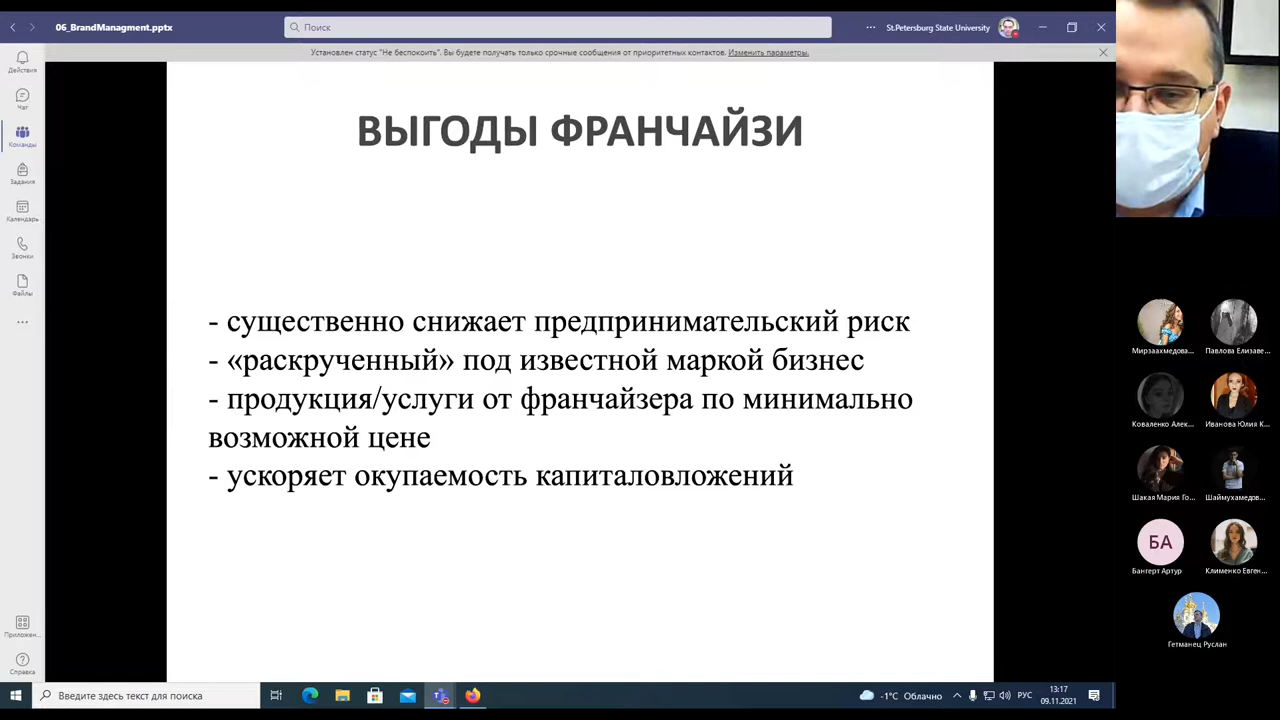 06_BrandManagment.pptx
Поиск
St.Petersburg State University
Установлен статус "Не беспокоить". Вы будете получать только срочные сообщения от приоритетных контактов. Изменить параметры.
Действия
Чат
Команды
Задания
Календарь
Звонки
Файлы
Приложен...
Справка
ВЫГОДЫ ФРАНЧАЙЗИ
- существенно снижает предпринимательский риск
- «раскрученный» под известной маркой бизнес
- продукция/услуги от франчайзера по минимально
возможной цене
- ускоряет окупаемость капиталовложений
Мирзаахмедова...
Павлова Елизаве...
Коваленко Алек...
Иванова Юлия К...
Шакая Мария Го...
Шаймухамедов...
БА
Бангерт Артур
Клименко Евген...
Гетманец Руслан
Введите здесь текст для поиска
-1°C Облачно
РУС
13:17
09.11.2021